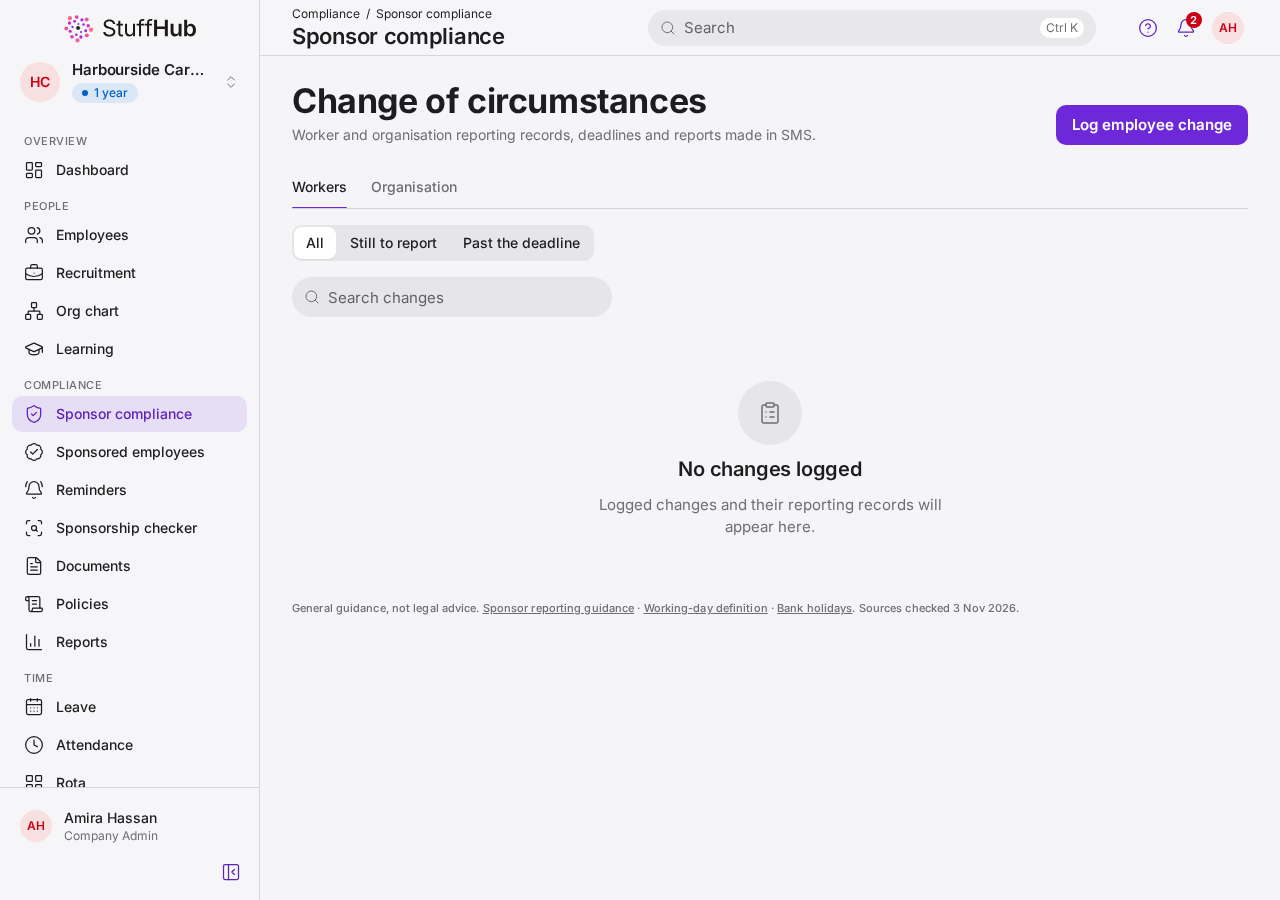 StuffHub
HC
Harbourside Car...
1 year
OVERVIEW
Dashboard
PEOPLE
Employees
Recruitment
Org chart
Learning
COMPLIANCE
Sponsor compliance
Sponsored employees
Reminders
Sponsorship checker
Documents
Policies
Reports
TIME
Leave
Attendance
Rota
AH
Amira Hassan
Company Admin
Compliance / Sponsor compliance
Sponsor compliance
Search
Ctrl K
2
AH
Change of circumstances
Worker and organisation reporting records, deadlines and reports made in SMS.
Log employee change
Workers
Organisation
All
Still to report
Past the deadline
Search changes
No changes logged
Logged changes and their reporting records will
appear here.
General guidance, not legal advice. Sponsor reporting guidance · Working-day definition · Bank holidays. Sources checked 3 Nov 2026.